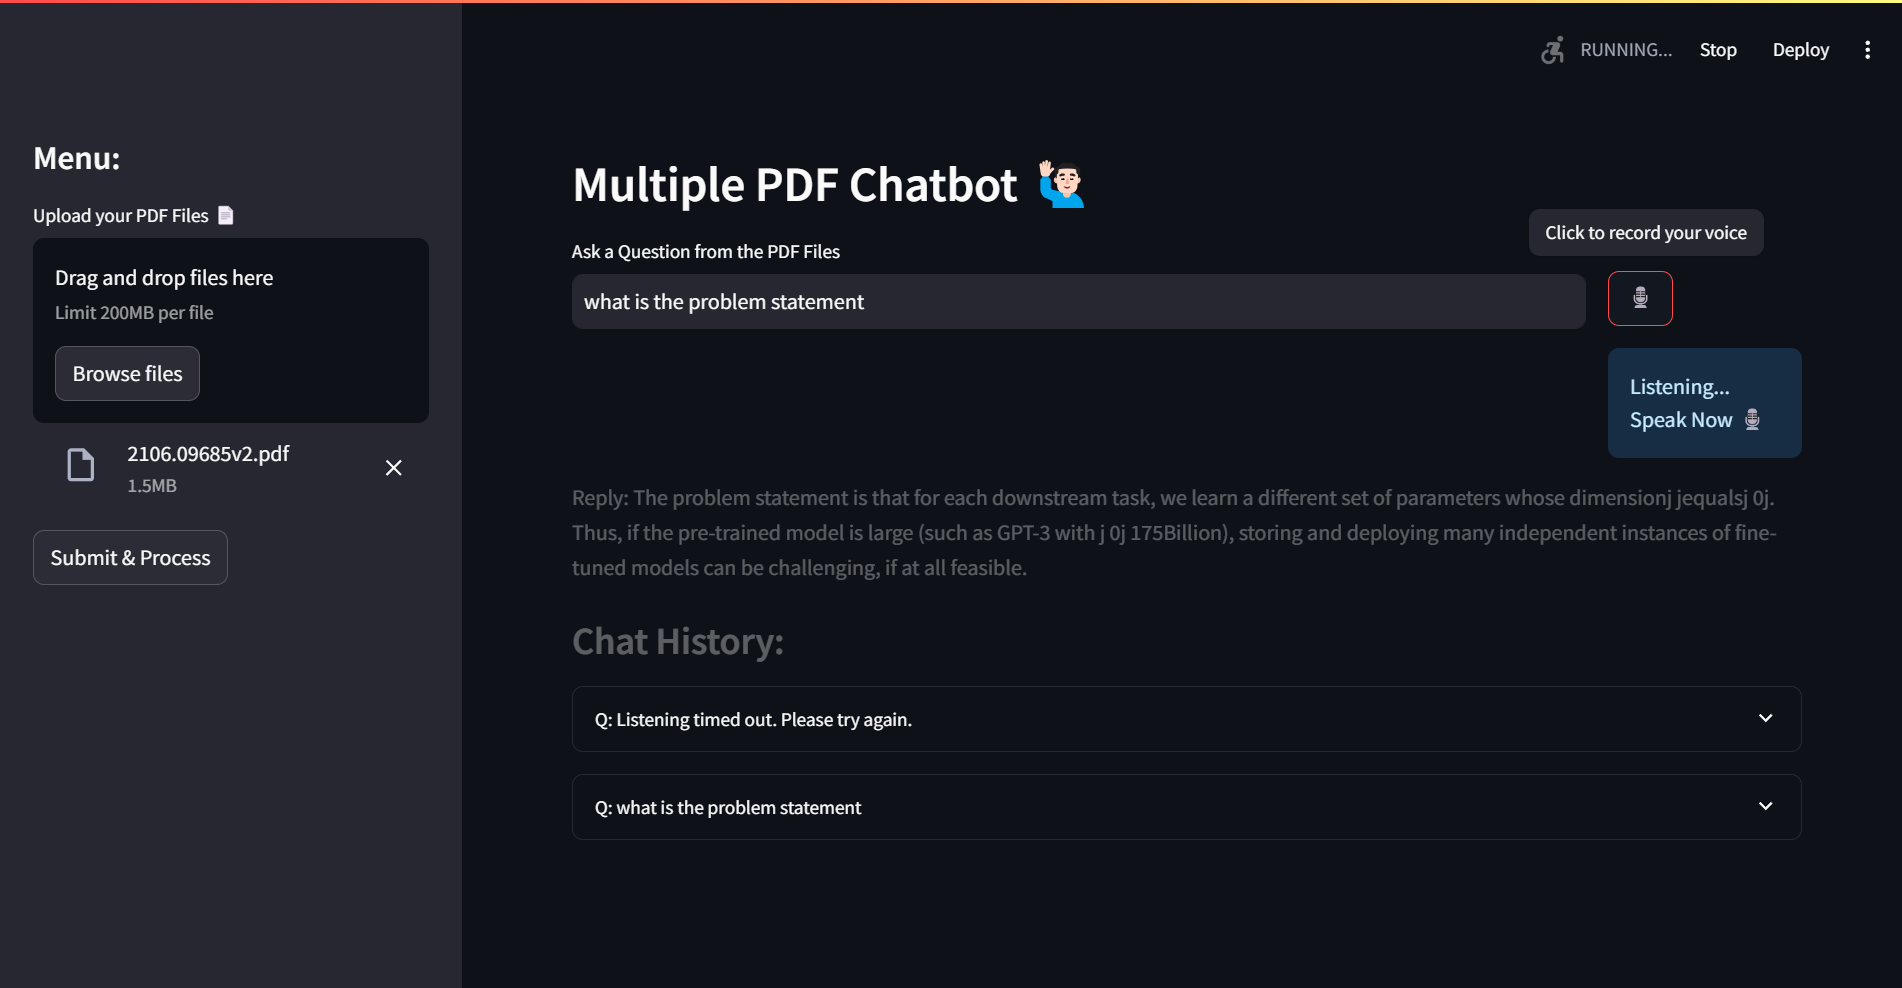 RUNNING...
Stop
Deploy
Menu:
Upload your PDF Files
Drag and drop files here
Limit 200MB per file
Browse files
2106.09685v2.pdf
1.5MB
Submit & Process
Multiple PDF Chatbot
Click to record your voice
Ask a Question from the PDF Files
what is the problem statement
Listening...
Speak Now
Reply: The problem statement is that for each downstream task, we learn a different set of parameters whose dimensionj jequalsj 0j.
Thus, if the pre-trained model is large (such as GPT-3 with j 0j 175Billion), storing and deploying many independent instances of fine-
tuned models can be challenging, if at all feasible.
Chat History:
Q: Listening timed out. Please try again.
Q: what is the problem statement